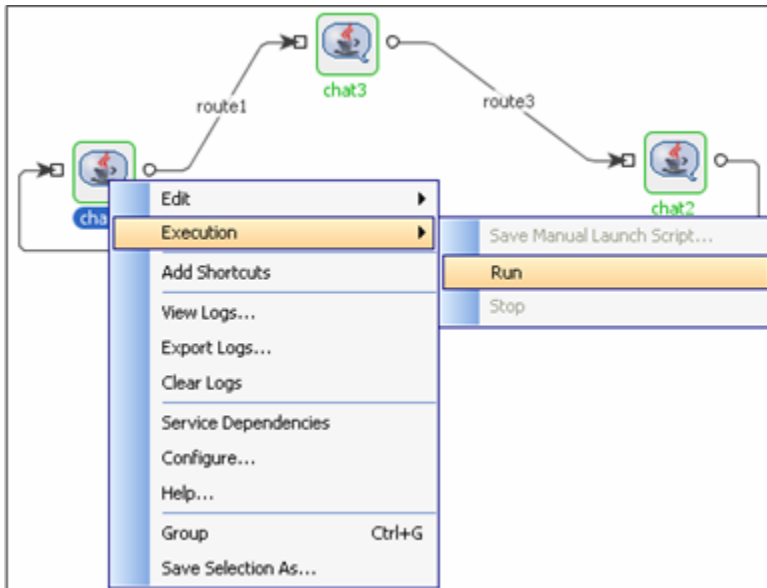 chat3
route1
route3
cha
chat2
Edit
Execution
Save Manual Launch Script...
Add Shortcuts
Run
View Logs...
Stop
Export Logs...
Clear Logs
Service Dependencies
Configure...
Help...
Group Ctrl+G
Save Selection As...